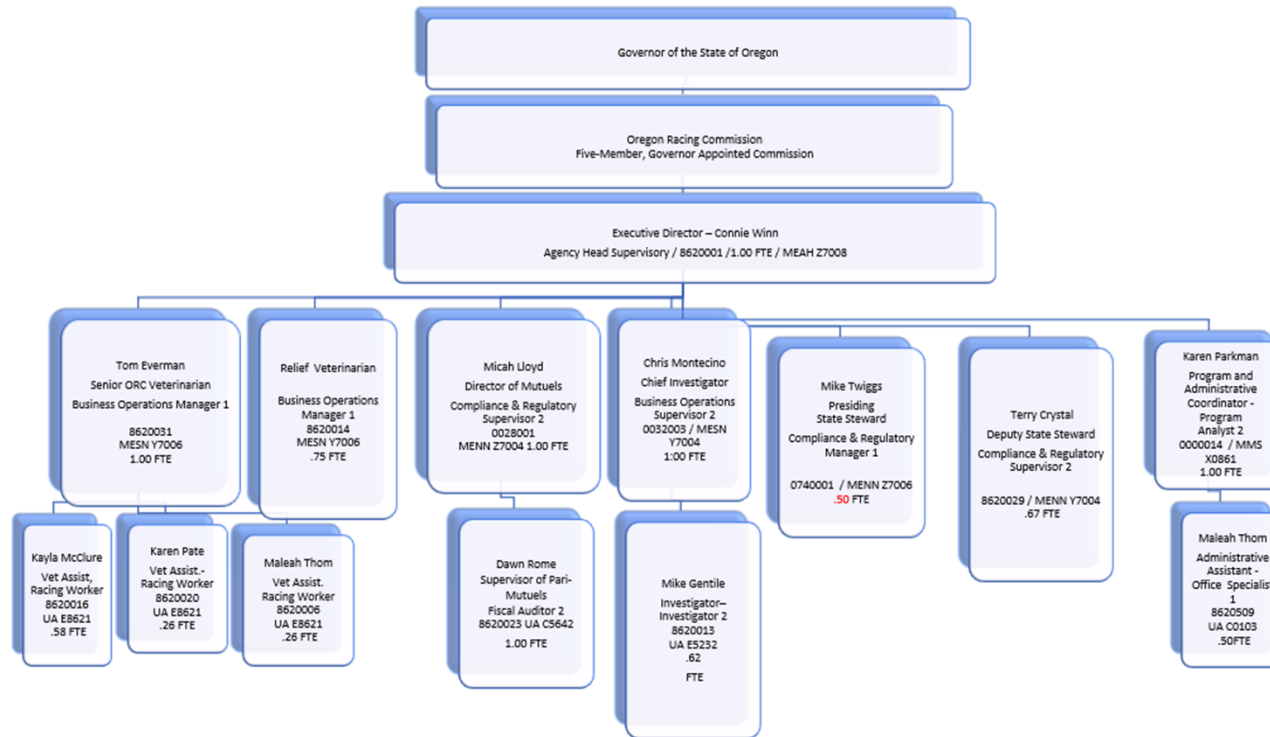 Governor of the State of Oregon
Oregon Racing Commission
Five-Member, Governor Appointed Commission
Executive Director – Connie Winn
Agency Head Supervisory / 8620001 /1.00 FTE / MEAH Z7008
Tom Everman
Senior ORC Veterinarian
Business Operations Manager 1
8620031
MESN Y7006
1.00 FTE
Relief Veterinarian
Business Operations
Manager 1
8620014
MESN Y7006
.75 FTE
Micah Lloyd
Director of Mutuels
Compliance & Regulatory
Supervisor 2
0028001
MENN Z7004 1.00 FTE
Chris Montecino
Chief Investigator
Business Operations
Supervisor 2
0032003 / MESN
Y7004
1:00 FTE
Mike Twiggs
Presiding
State Steward
Compliance & Regulatory
Manager 1
0740001 / MENN Z7006
.50 FTE
Terry Crystal
Deputy State Steward
Compliance & Regulatory
Supervisor 2
8620029 / MENN Y7004
.67 FTE
Karen Parkman
Program and
Administrative
Coordinator -
Program
Analyst 2
0000014 / MMS
X0861
1.00 FTE
Kayla McClure
Vet Assist,
Racing Worker
8620016
UA E8621
.58 FTE
Karen Pate
Vet Assist.-
Racing Worker
8620020
UA E8621
.26 FTE
Maleah Thom
Vet Assist.
Racing Worker
8620006
UA E8621
.26 FTE
Dawn Rome
Supervisor of Pari-
Mutuels
Fiscal Auditor 2
8620023 UA C5642
1.00 FTE
Mike Gentile
Investigator–
Investigator 2
8620013
UA E5232
.62
FTE
Maleah Thom
Administrative
Assistant -
Office Specialist
1
8620509
UA C0103
.50FTE